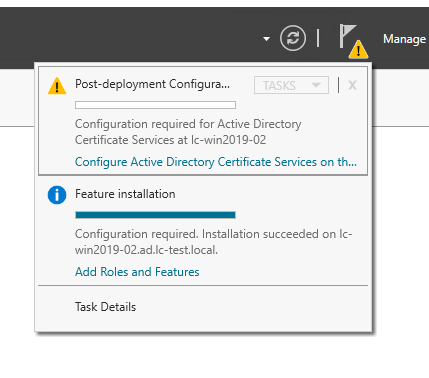 Manage
Post-deployment Configura...
TASKS
x
Configuration required for Active Directory
Certificate Services at lc-win2019-02
Configure Active Directory Certificate Services on th...
Feature installation
Configuration required. Installation succeeded on lc-
win2019-02.ad.lc-test.local.
Add Roles and Features
Task Details